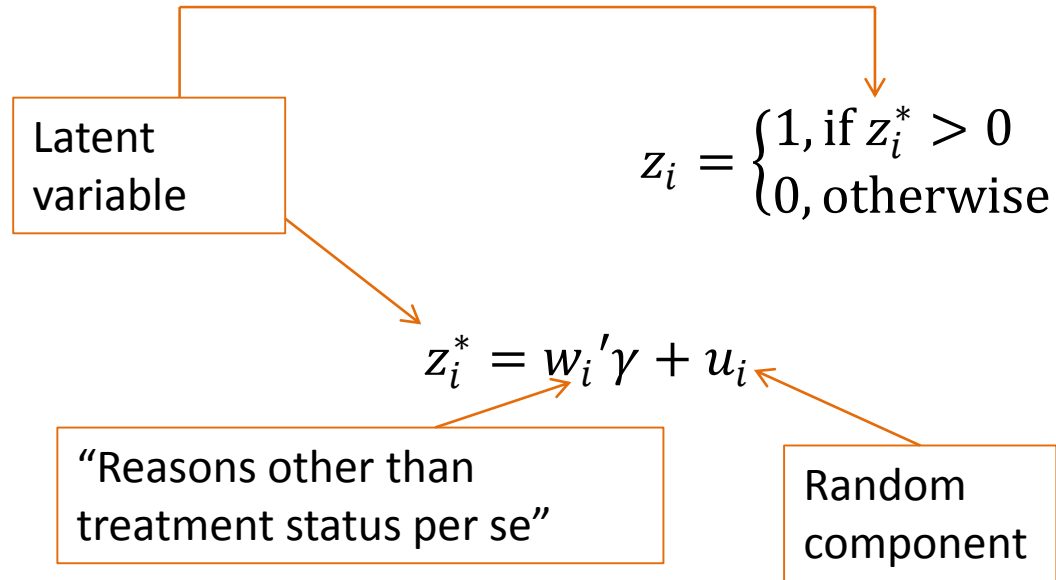 Latent
variable
z_i = {1, if z_i^* > 0
0, otherwise
z_i^* = w_i′γ + u_i
“Reasons other than
treatment status per se”
Random
component